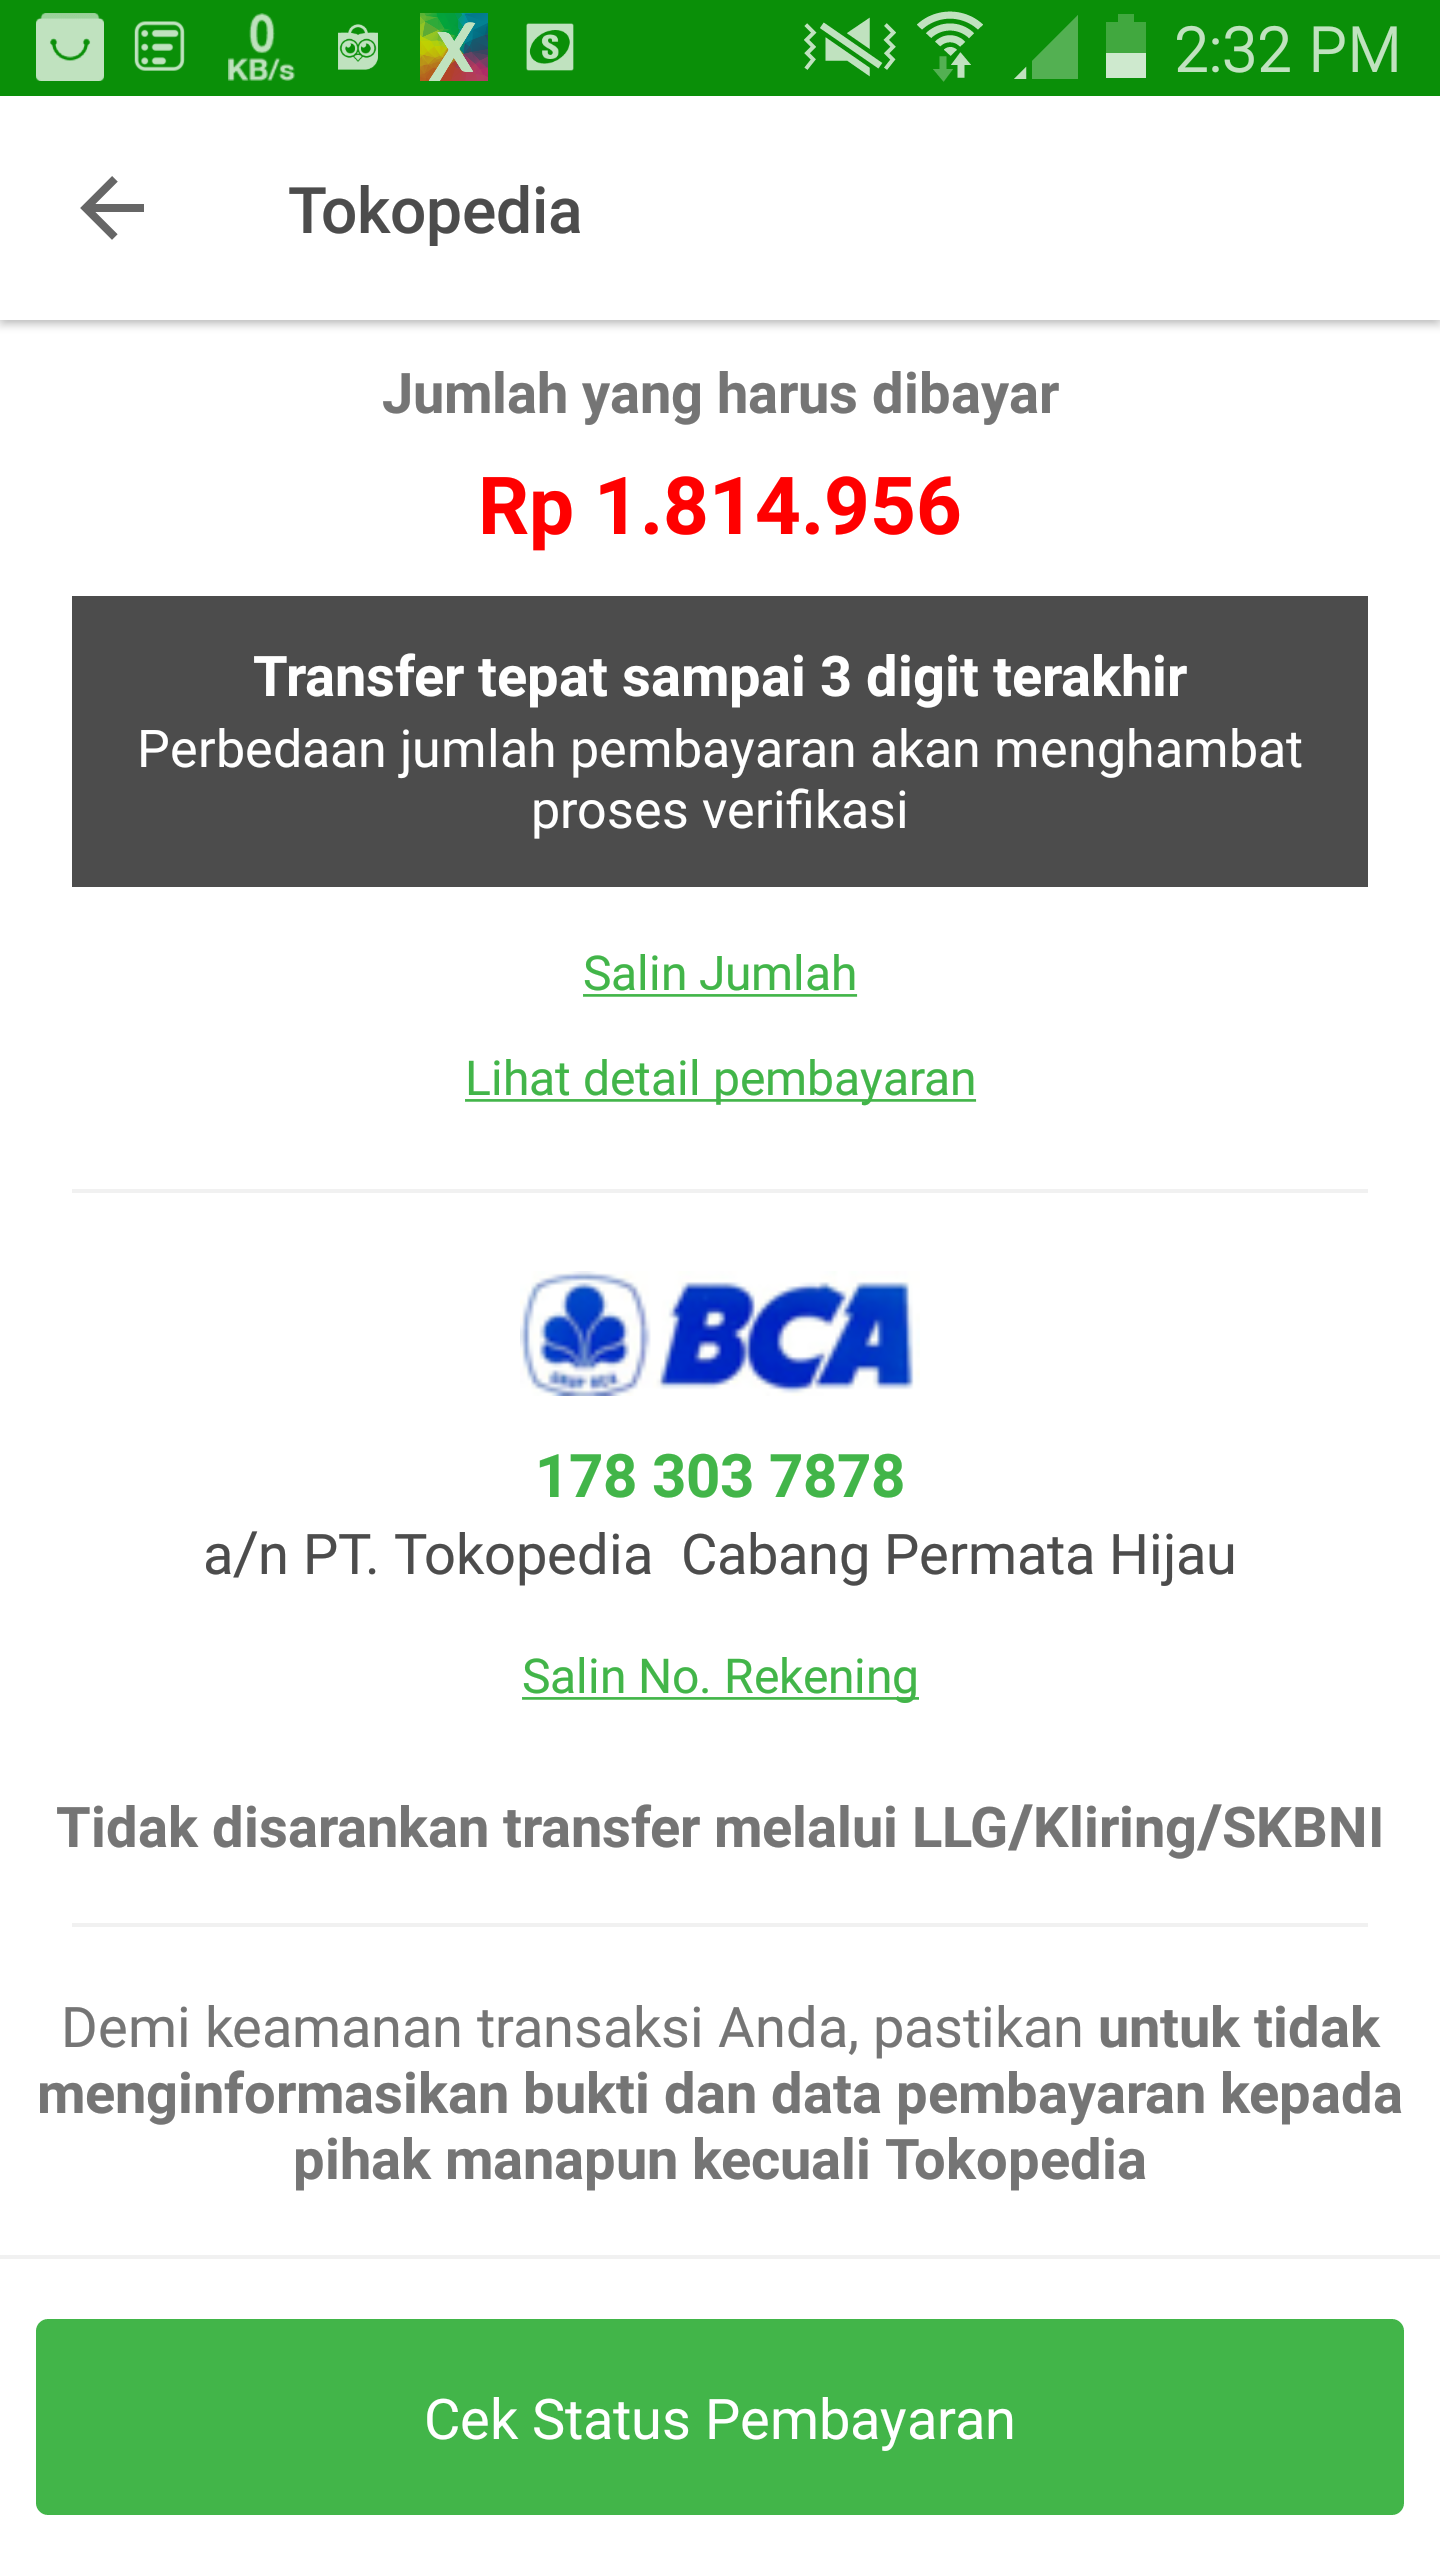 0
KB/s
2:32 PM
Tokopedia
Jumlah yang harus dibayar
Rp 1.814.956
Transfer tepat sampai 3 digit terakhir
Perbedaan jumlah pembayaran akan menghambat
proses verifikasi
Salin Jumlah
Lihat detail pembayaran
BCA
178 303 7878
a/n PT. Tokopedia  Cabang Permata Hijau
Salin No. Rekening
Tidak disarankan transfer melalui LLG/Kliring/SKBNI
Demi keamanan transaksi Anda, pastikan untuk tidak
menginformasikan bukti dan data pembayaran kepada
pihak manapun kecuali Tokopedia
Cek Status Pembayaran